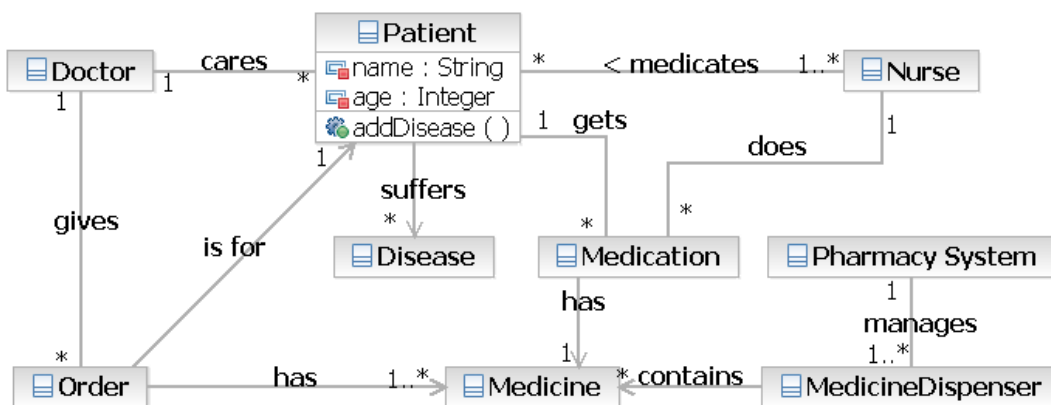 Patient
cares
name : String
* < medicates 1..*
Doctor
Nurse
1 *
age : Integer
1
addDisease ( )
1 gets
1
1
does
suffers
gives
*
*
*
is for
Disease
Medication
Pharmacy System
has
1
manages
*
1
1..*
has 1..*
* contains
Order
Medicine
MedicineDispenser